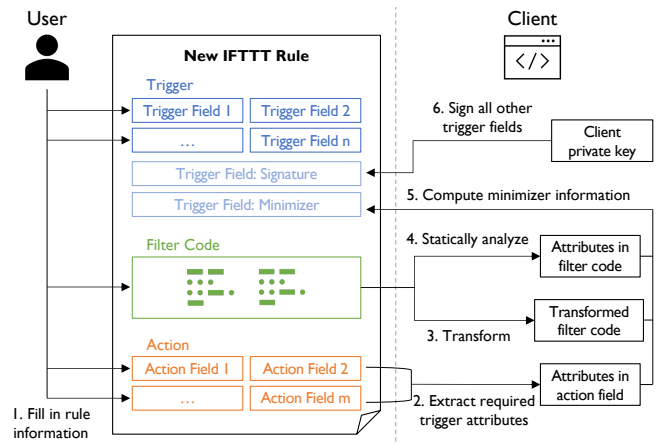 User
Client
New IFTTT Rule
Trigger
Trigger Field 1
Trigger Field 2
...
Trigger Field n
Trigger Field: Signature
Trigger Field: Minimizer
Filter Code
Action
Action Field 1
Action Field 2
...
Action Field m
1. Fill in rule
information
</>
6. Sign all other
trigger fields
Client
private key
5. Compute minimizer information
4. Statically analyze
Attributes in
filter code
3. Transform
Transformed
filter code
2. Extract required
trigger attributes
Attributes in
action field